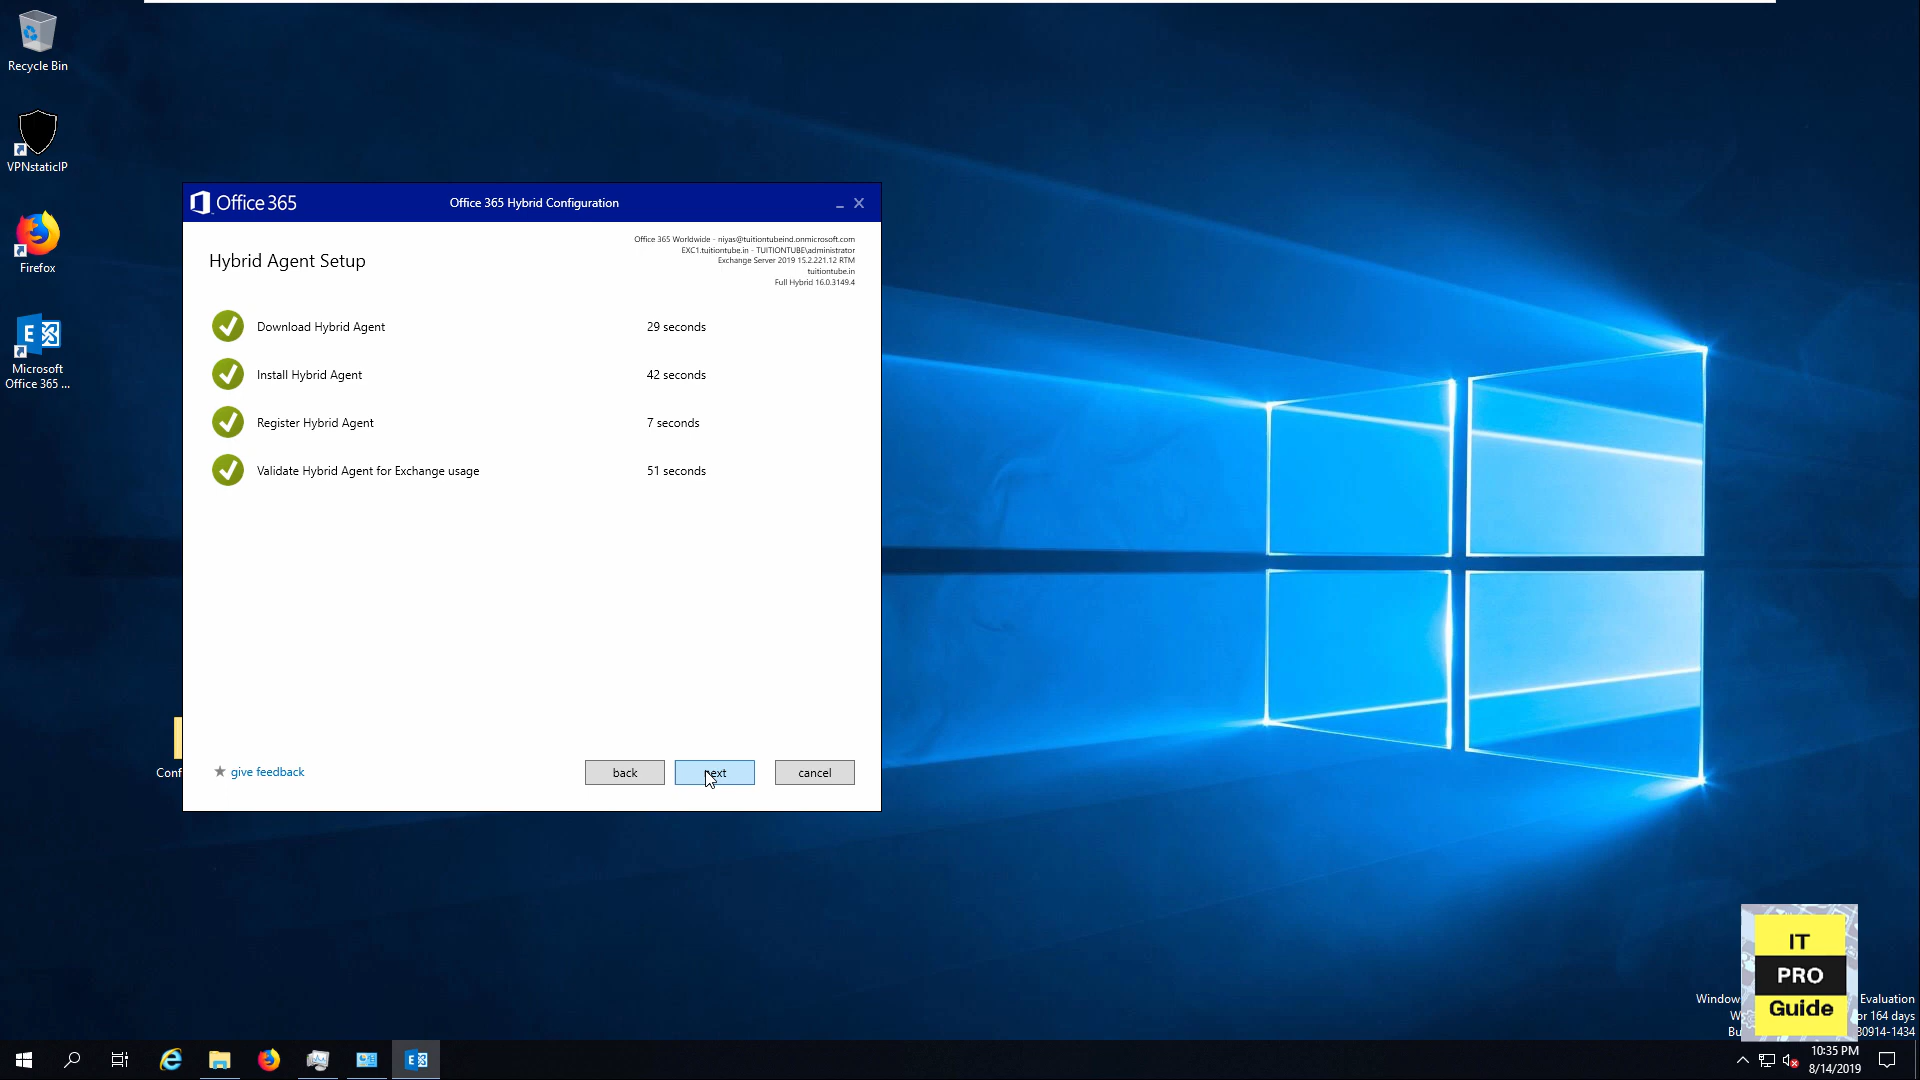 Recycle Bin
VPNstaticIP
Firefox
Microsoft
Office 365 ...
Office 365
Office 365 Hybrid Configuration
Office 365 Worldwide - niyas@tuitiontubeind.onmicrosoft.com
EXC1.tuitiontube.in - TUITIONTUBE\administrator
Exchange Server 2019 15.2.221.12 RTM
tuitiontube.in
Full Hybrid 16.0.3149.4
Hybrid Agent Setup
Download Hybrid Agent 29 seconds
Install Hybrid Agent 42 seconds
Register Hybrid Agent 7 seconds
Validate Hybrid Agent for Exchange usage 51 seconds
Conf
give feedback
back
next
cancel
IT
PRO
Guide
Window
Evaluation
or 164 days
Bu
80914-1434
10:35 PM
8/14/2019